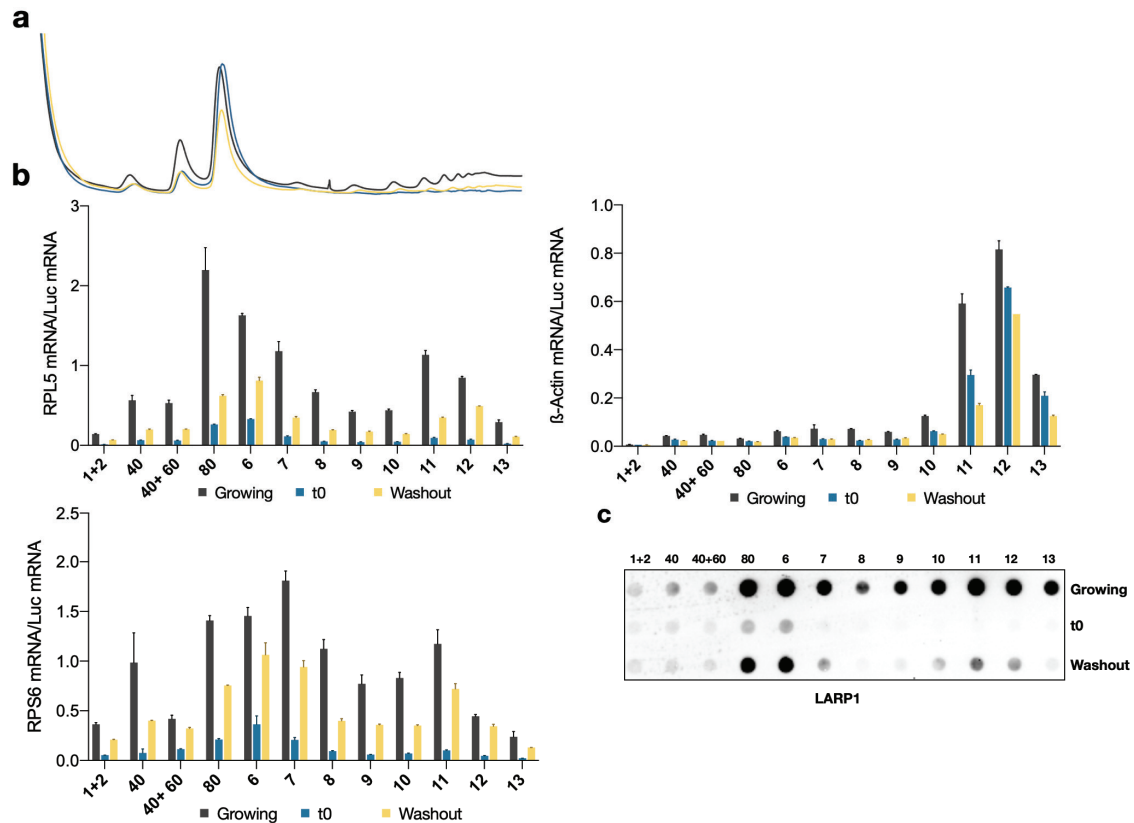 a
b
RPL5 mRNA/Luc mRNA
3
2
1
0
1+2 40 40+ 60 80 6 7 8 9 10 11 12 13
Growing t0 Washout
ß-Actin mRNA/Luc mRNA
1.0
0.8
0.6
0.4
0.2
0.0
1+2 40 40+ 60 80 6 7 8 9 10 11 12 13
Growing t0 Washout
RPS6 mRNA/Luc mRNA
2.5
2.0
1.5
1.0
0.5
0.0
1+2 40 40+ 60 80 6 7 8 9 10 11 12 13
Growing t0 Washout
c
1+2 40 40+60 80 6 7 8 9 10 11 12 13
Growing
t0
Washout
LARP1